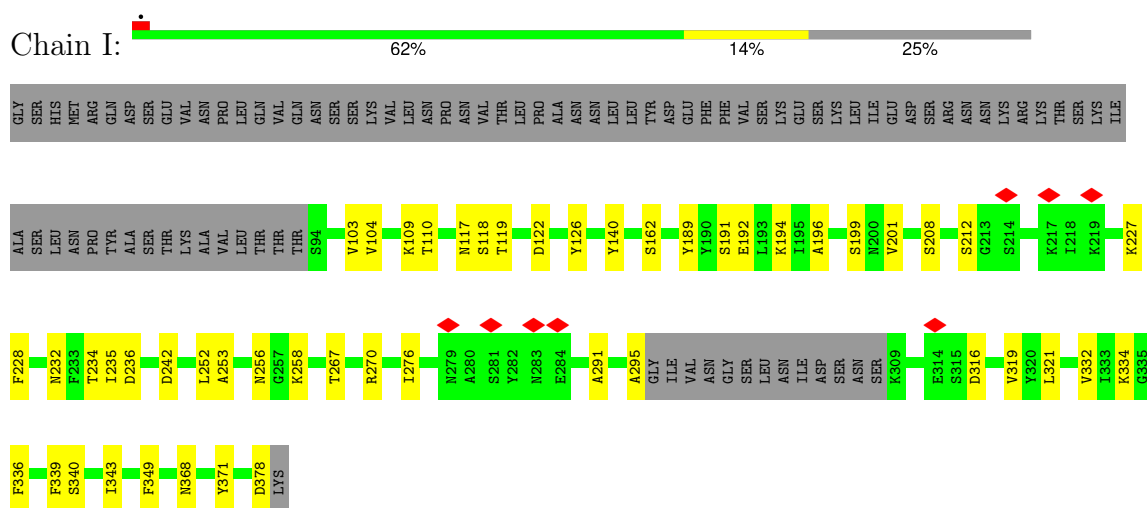 Chain I:
62% 14% 25%
GLY SER HIS MET ARG GLN ASP SER GLU VAL ASN PRO LEU GLN VAL GLN ASN SER SER LYS VAL LEU ASN PRO ASN VAL THR LEU PRO ALA ASN ASN LEU LEU TYR ASP GLU PHE PHE VAL SER LYS GLU SER LYS LEU ILE GLU ASP SER ARG ASN ASN LYS ARG LYS THR SER LYS ILE
ALA SER LEU ASN PRO TYR ALA SER THR LYS ALA VAL LEU THR THR THR S94 V103 V104 K109 T110 N117 S118 T119 D122 Y126 Y140 S162 Y189 Y190 S191 E192 L193 K194 I195 A196 S199 N200 V201 S208 S212 G213 S214 K217 I218 K219 K227
F228 N232 F233 T234 I235 D236 D242 L252 A253 N256 G257 K258 T267 R270 I276 N279 A280 S281 Y282 N283 E284 A291 A295 GLY ILE VAL ASN GLY SER LEU ASN ILE ASP SER ASN SER K309 E314 S315 D316 V319 Y320 L321 V332 I333 K334 G335
F336 F339 S340 I343 F349 N368 Y371 D378 LYS